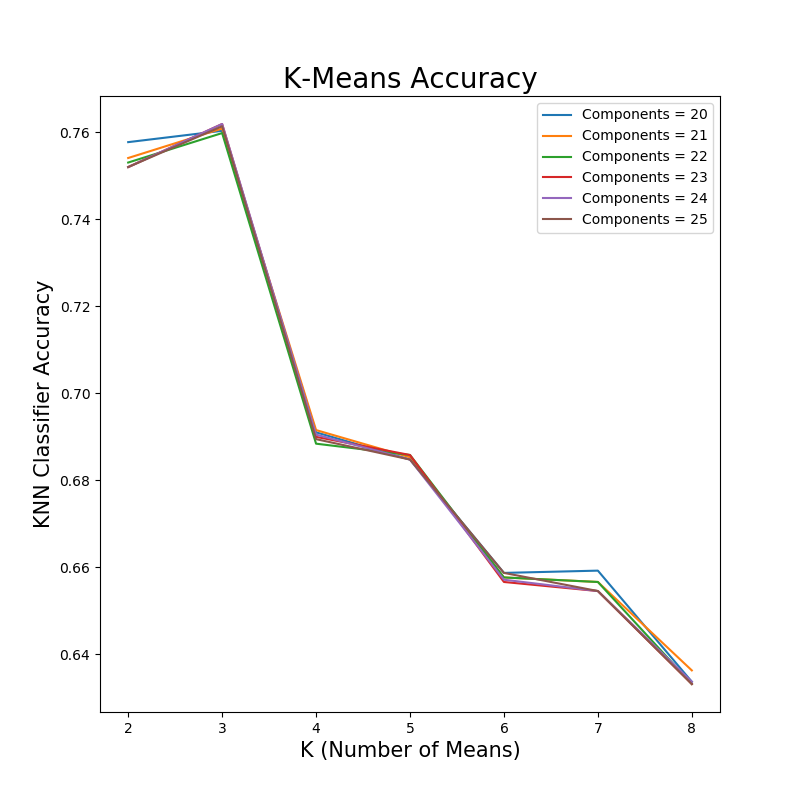 K-Means Accuracy
Components = 20
Components = 21
Components = 22
Components = 23
Components = 24
Components = 25
KNN Classifier Accuracy
0.76
0.74
0.72
0.70
0.68
0.66
0.64
2 3 4 5 6 7 8
K (Number of Means)